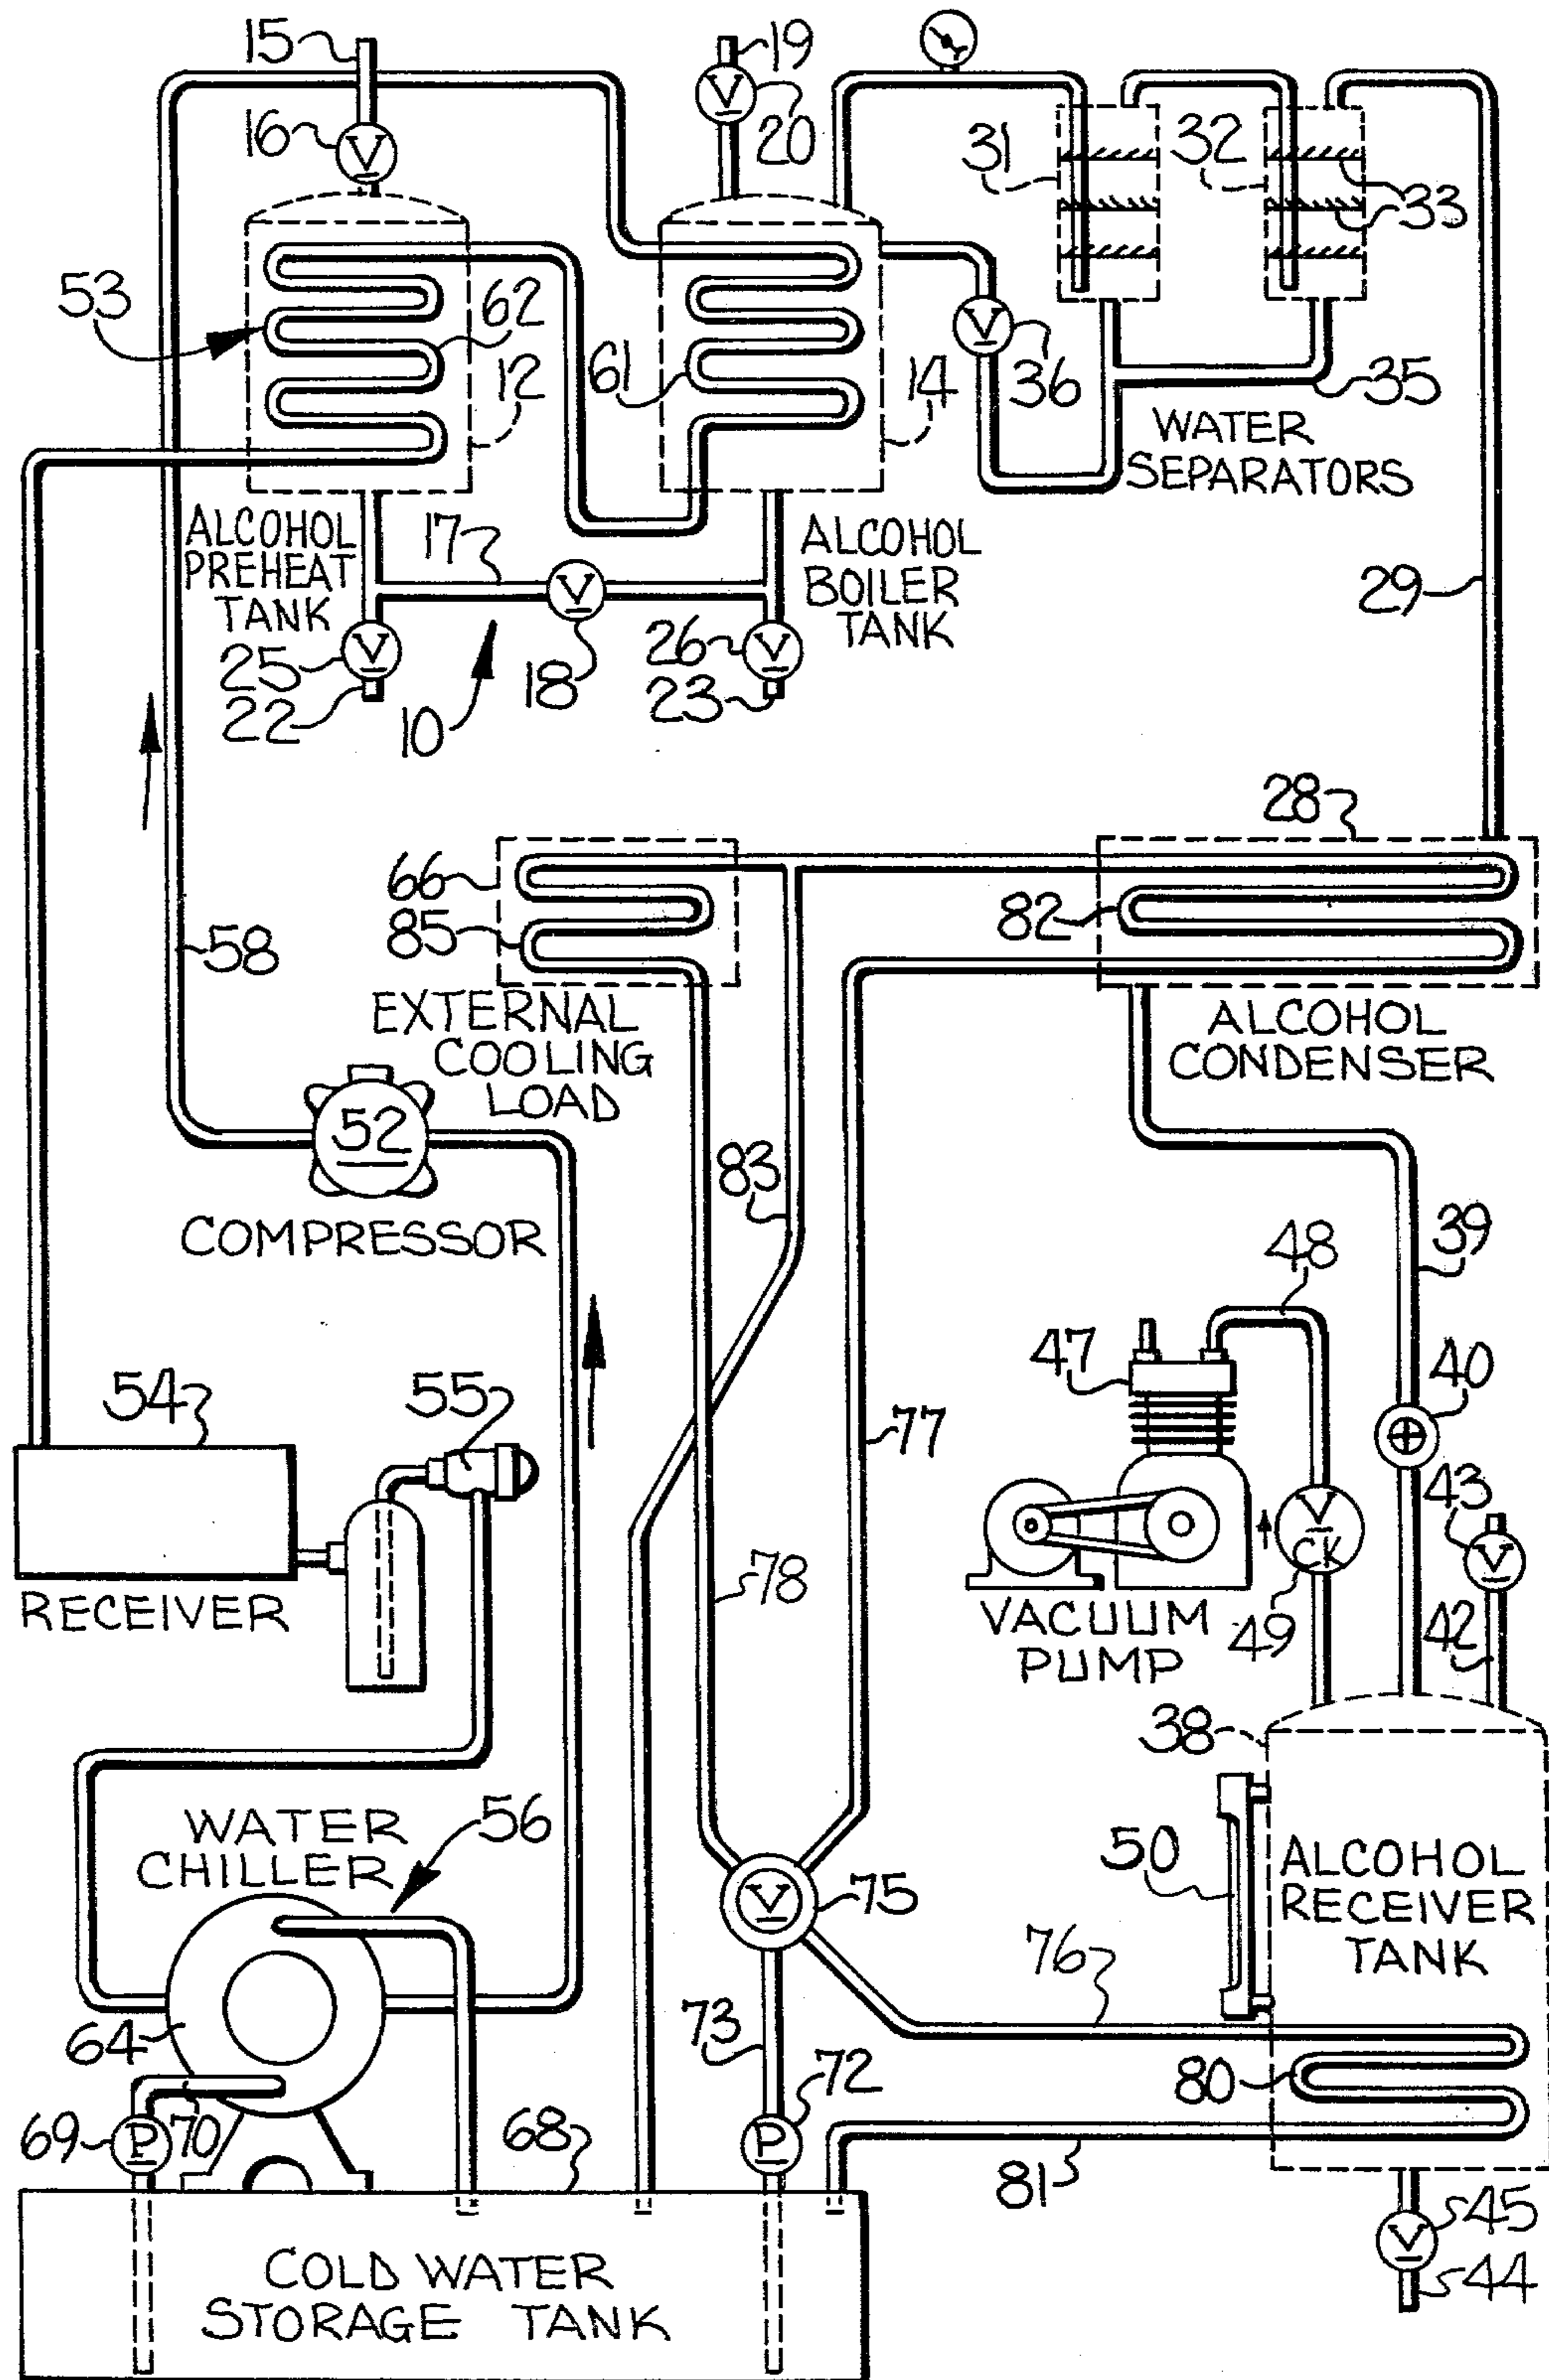 15
19
16
V
V
20
31
32
33
53
62
12
61
14
V
36
35
WATER
SEPARATORS
ALCOHOL
PREHEAT
TANK
17
V
18
ALCOHOL
BOILER
TANK
29
25
V
22
10
26
V
23
28
66
85
82
58
EXTERNAL
COOLING
LOAD
ALCOHOL
CONDENSER
52
COMPRESSOR
83
39
48
47
40
54
55
77
43
V
V
CK
49
42
RECEIVER
78
VACUUM
PUMP
38
WATER
CHILLER
56
50
ALCOHOL
RECEIVER
TANK
V
75
76
64
73
72
80
69
P
70
68
P
81
45
V
44
COLD WATER
STORAGE TANK